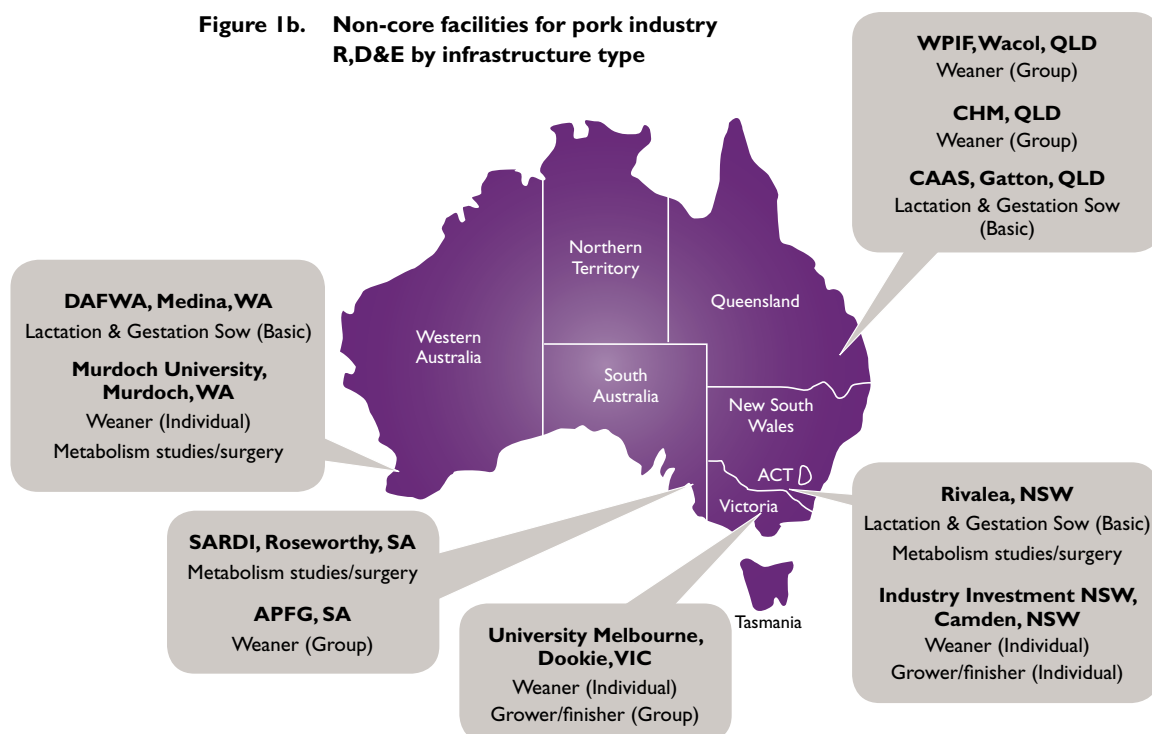 Figure 1b. Non-core facilities for pork industry
R,D&E by infrastructure type
WPIF, Wacol, QLD
Weaner (Group)
CHM, QLD
Weaner (Group)
CAAS, Gatton, QLD
Lactation & Gestation Sow
(Basic)
Northern
Territory
Queensland
Western
Australia
South
Australia
New South
Wales
ACT
Victoria
Tasmania
DAFWA, Medina, WA
Lactation & Gestation Sow (Basic)
Murdoch University,
Murdoch, WA
Weaner (Individual)
Metabolism studies/surgery
SARDI, Roseworthy, SA
Metabolism studies/surgery
APFG, SA
Weaner (Group)
University Melbourne,
Dookie, VIC
Weaner (Individual)
Grower/finisher (Group)
Rivalea, NSW
Lactation & Gestation Sow (Basic)
Metabolism studies/surgery
Industry Investment NSW,
Camden, NSW
Weaner (Individual)
Grower/finisher (Individual)